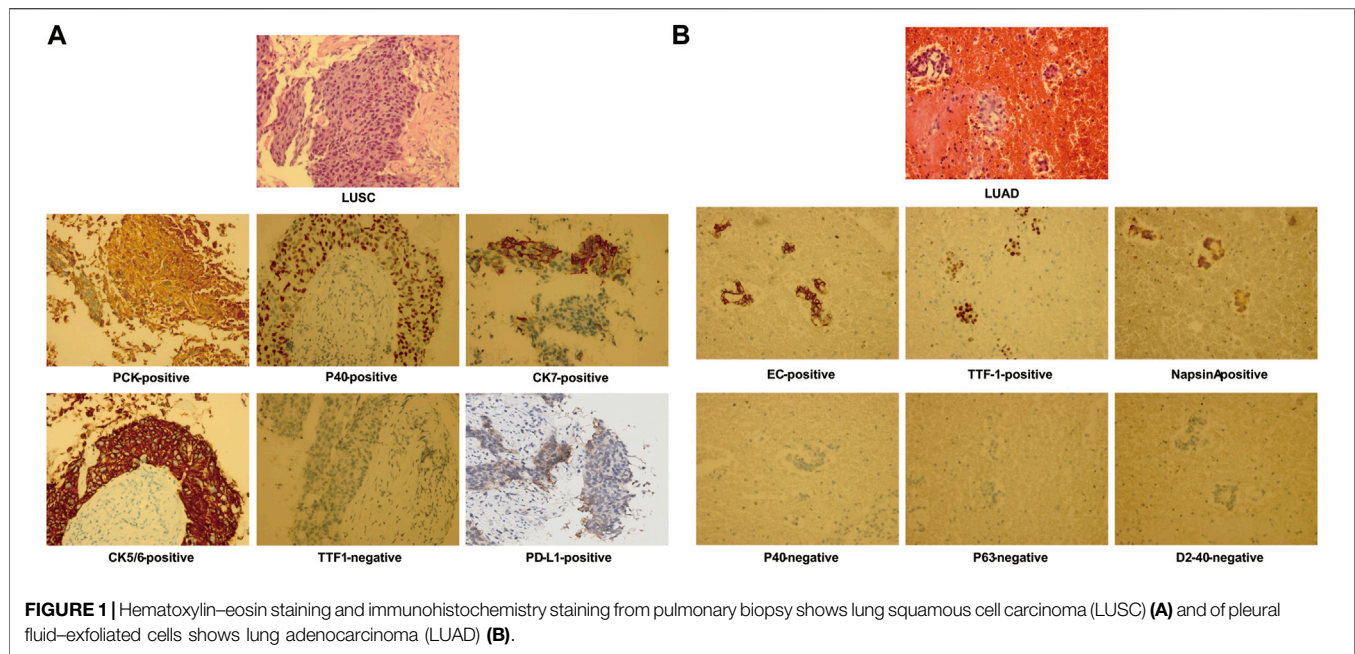 A
B
LUSC
LUAD
PCK-positive
P40-positive
CK7-positive
EC-positive
TTF-1-positive
NapsinApositive
CK5/6-positive
TTF1-negative
PD-L1-positive
P40-negative
P63-negative
D2-40-negative
FIGURE 1 | Hematoxylin–eosin staining and immunohistochemistry staining from pulmonary biopsy shows lung squamous cell carcinoma (LUSC) (A) and of pleural
fluid–exfoliated cells shows lung adenocarcinoma (LUAD) (B).